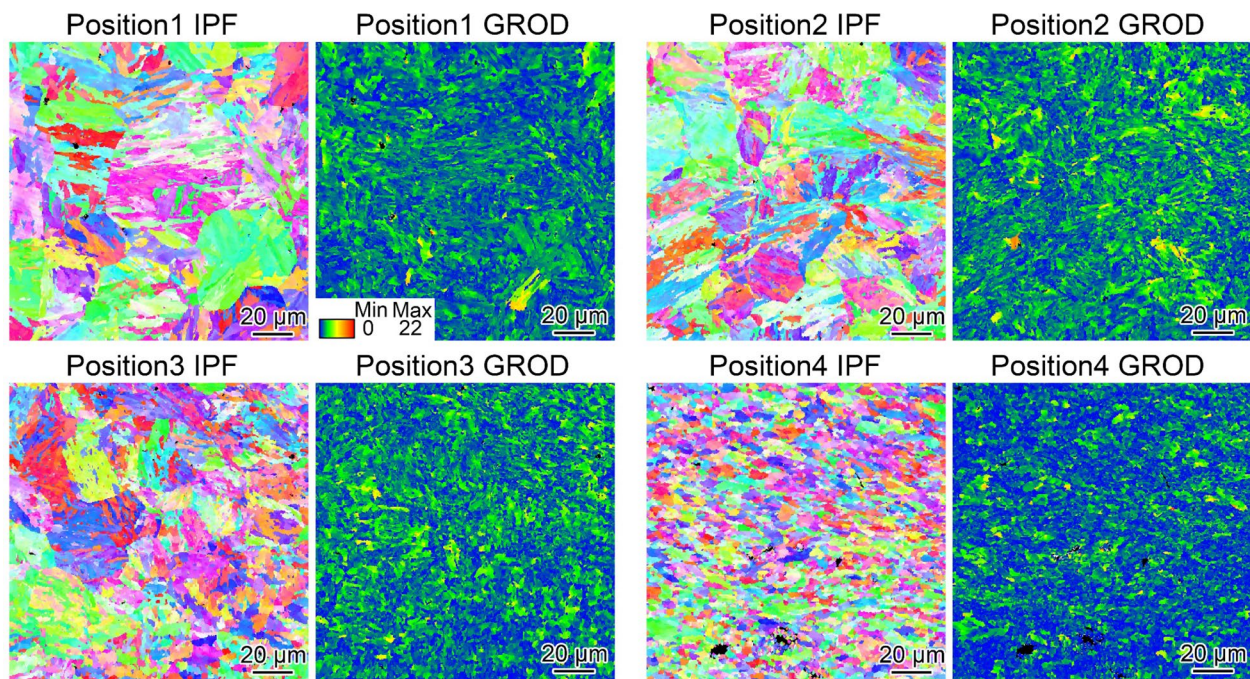 Position1 IPF
Position1 GROD
Position2 IPF
Position2 GROD
20 μm
Min Max
0 22
20 μm
20 μm
20 μm
Position3 IPF
Position3 GROD
Position4 IPF
Position4 GROD
20 μm
20 μm
20 μm
20 μm